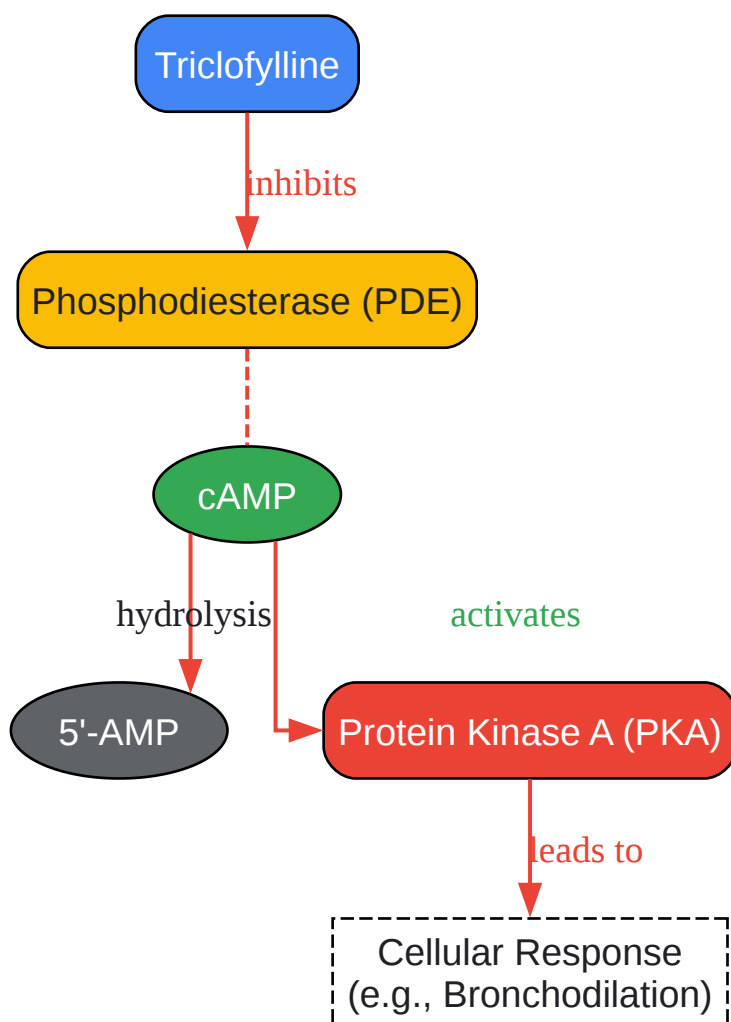 Triclofylline
inhibits
Phosphodiesterase (PDE)
cAMP
hydrolysis
activates
5'-AMP
Protein Kinase A (PKA)
leads to
Cellular Response
(e.g., Bronchodilation)